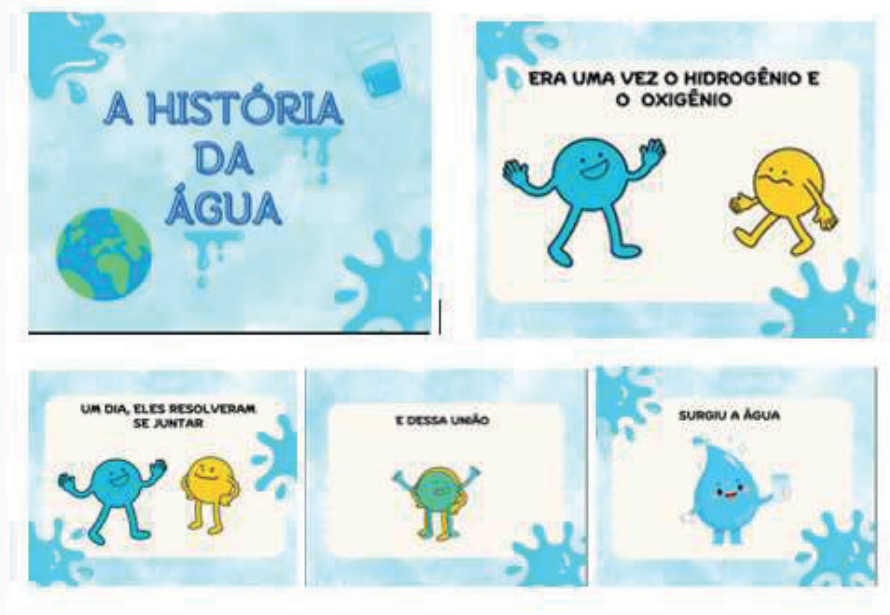 A HISTÓRIA
DA
ÁGUA
ERA UMA VEZ O HIDROGÊNIO E
O OXIGÊNIO
UM DIA, ELES RESOLVERAM
SE JUNTAR
E DESSA UNIÃO
SURGIU A ÁGUA